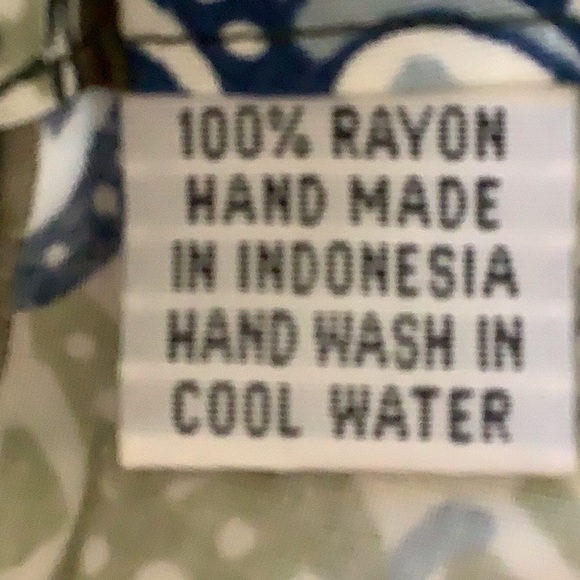 100% RAYON
HAND MADE
IN INDONESIA
HAND WASH IN
COOL WATER